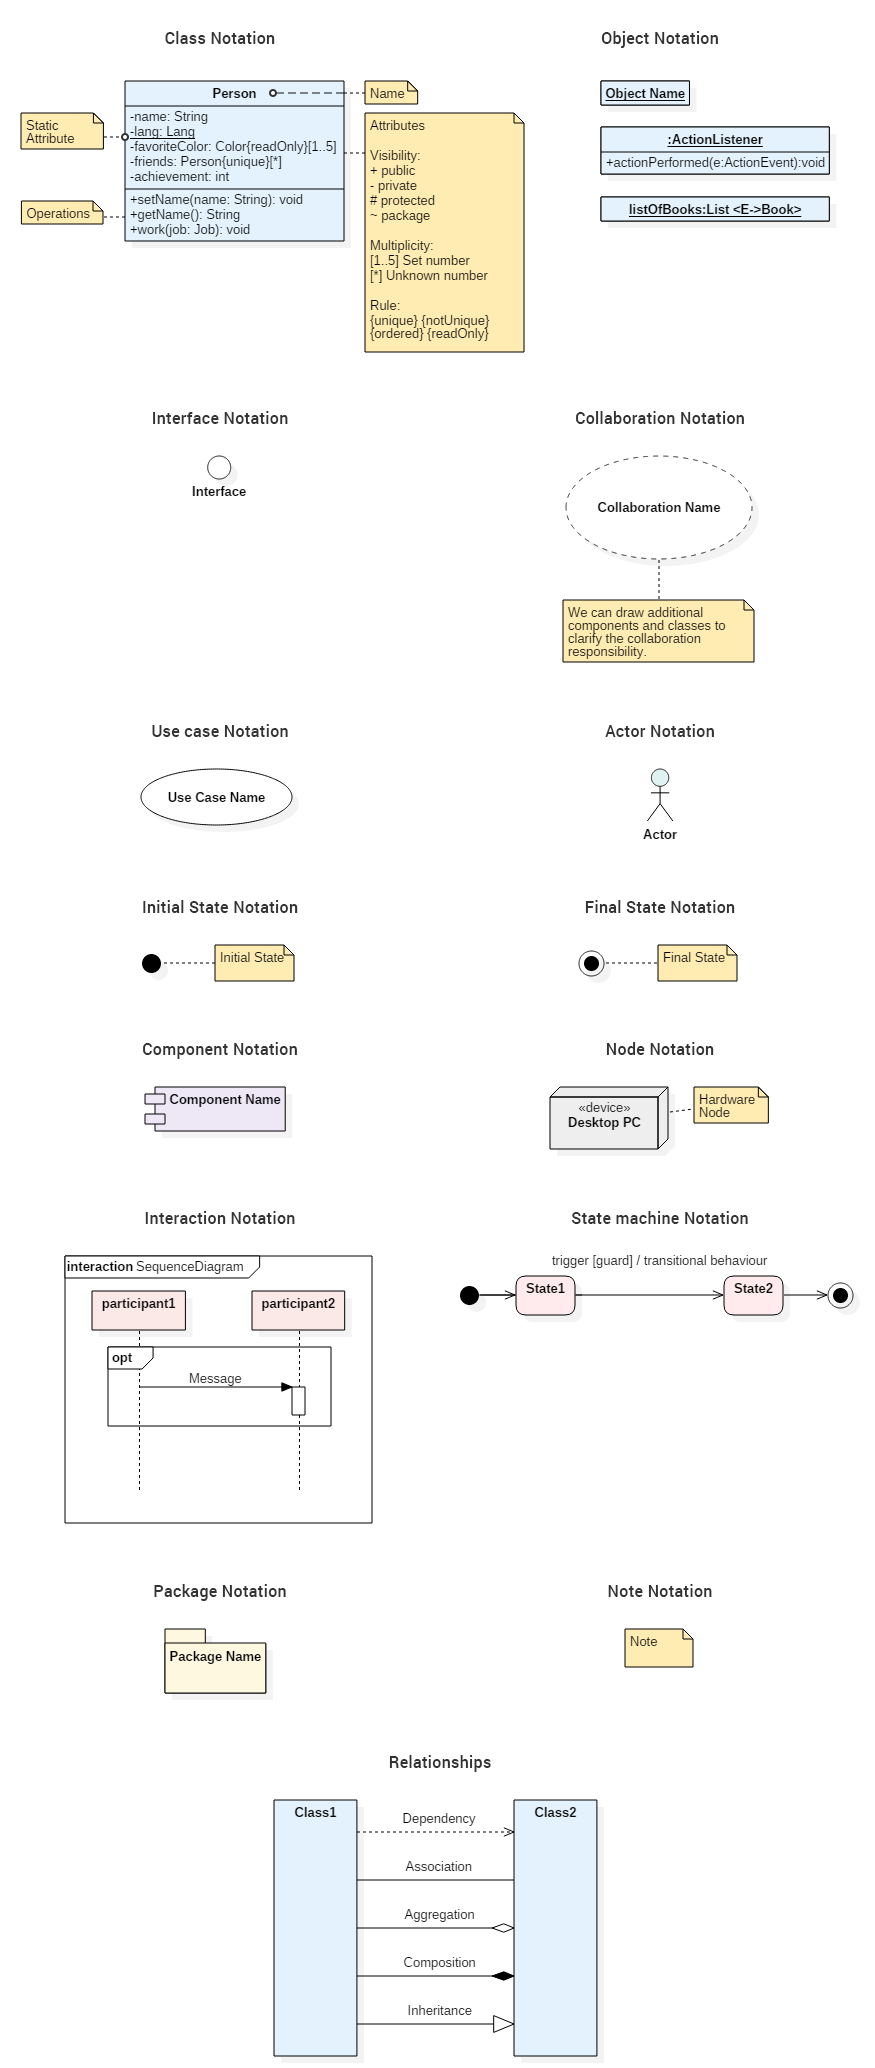 Class Notation
Object Notation
Person
Name
Static
Attribute
-name: String
-lang: Lang
-favoriteColor: Color{readOnly}[1..5]
-friends: Person{unique}[*]
-achievement: int
Operations
+setName(name: String): void
+getName(): String
+work(job: Job): void
Attributes
Visibility:
+ public
- private
# protected
~ package
Multiplicity:
[1..5] Set number
[*] Unknown number
Rule:
{unique} {notUnique}
{ordered} {readOnly}
Object Name
:ActionListener
+actionPerformed(e:ActionEvent):void
listOfBooks:List <E->Book>
Interface Notation
Interface
Collaboration Notation
Collaboration Name
We can draw additional
components and classes to
clarify the collaboration
responsibility.
Use case Notation
Use Case Name
Actor Notation
Actor
Initial State Notation
Initial State
Final State Notation
Final State
Component Notation
Component Name
Node Notation
«device»
Desktop PC
Hardware
Node
Interaction Notation
interaction SequenceDiagram
participant1
participant2
opt
Message
State machine Notation
trigger [guard] / transitional behaviour
State1
State2
Package Notation
Package Name
Note Notation
Note
Relationships
Class1
Class2
Dependency
Association
Aggregation
Composition
Inheritance